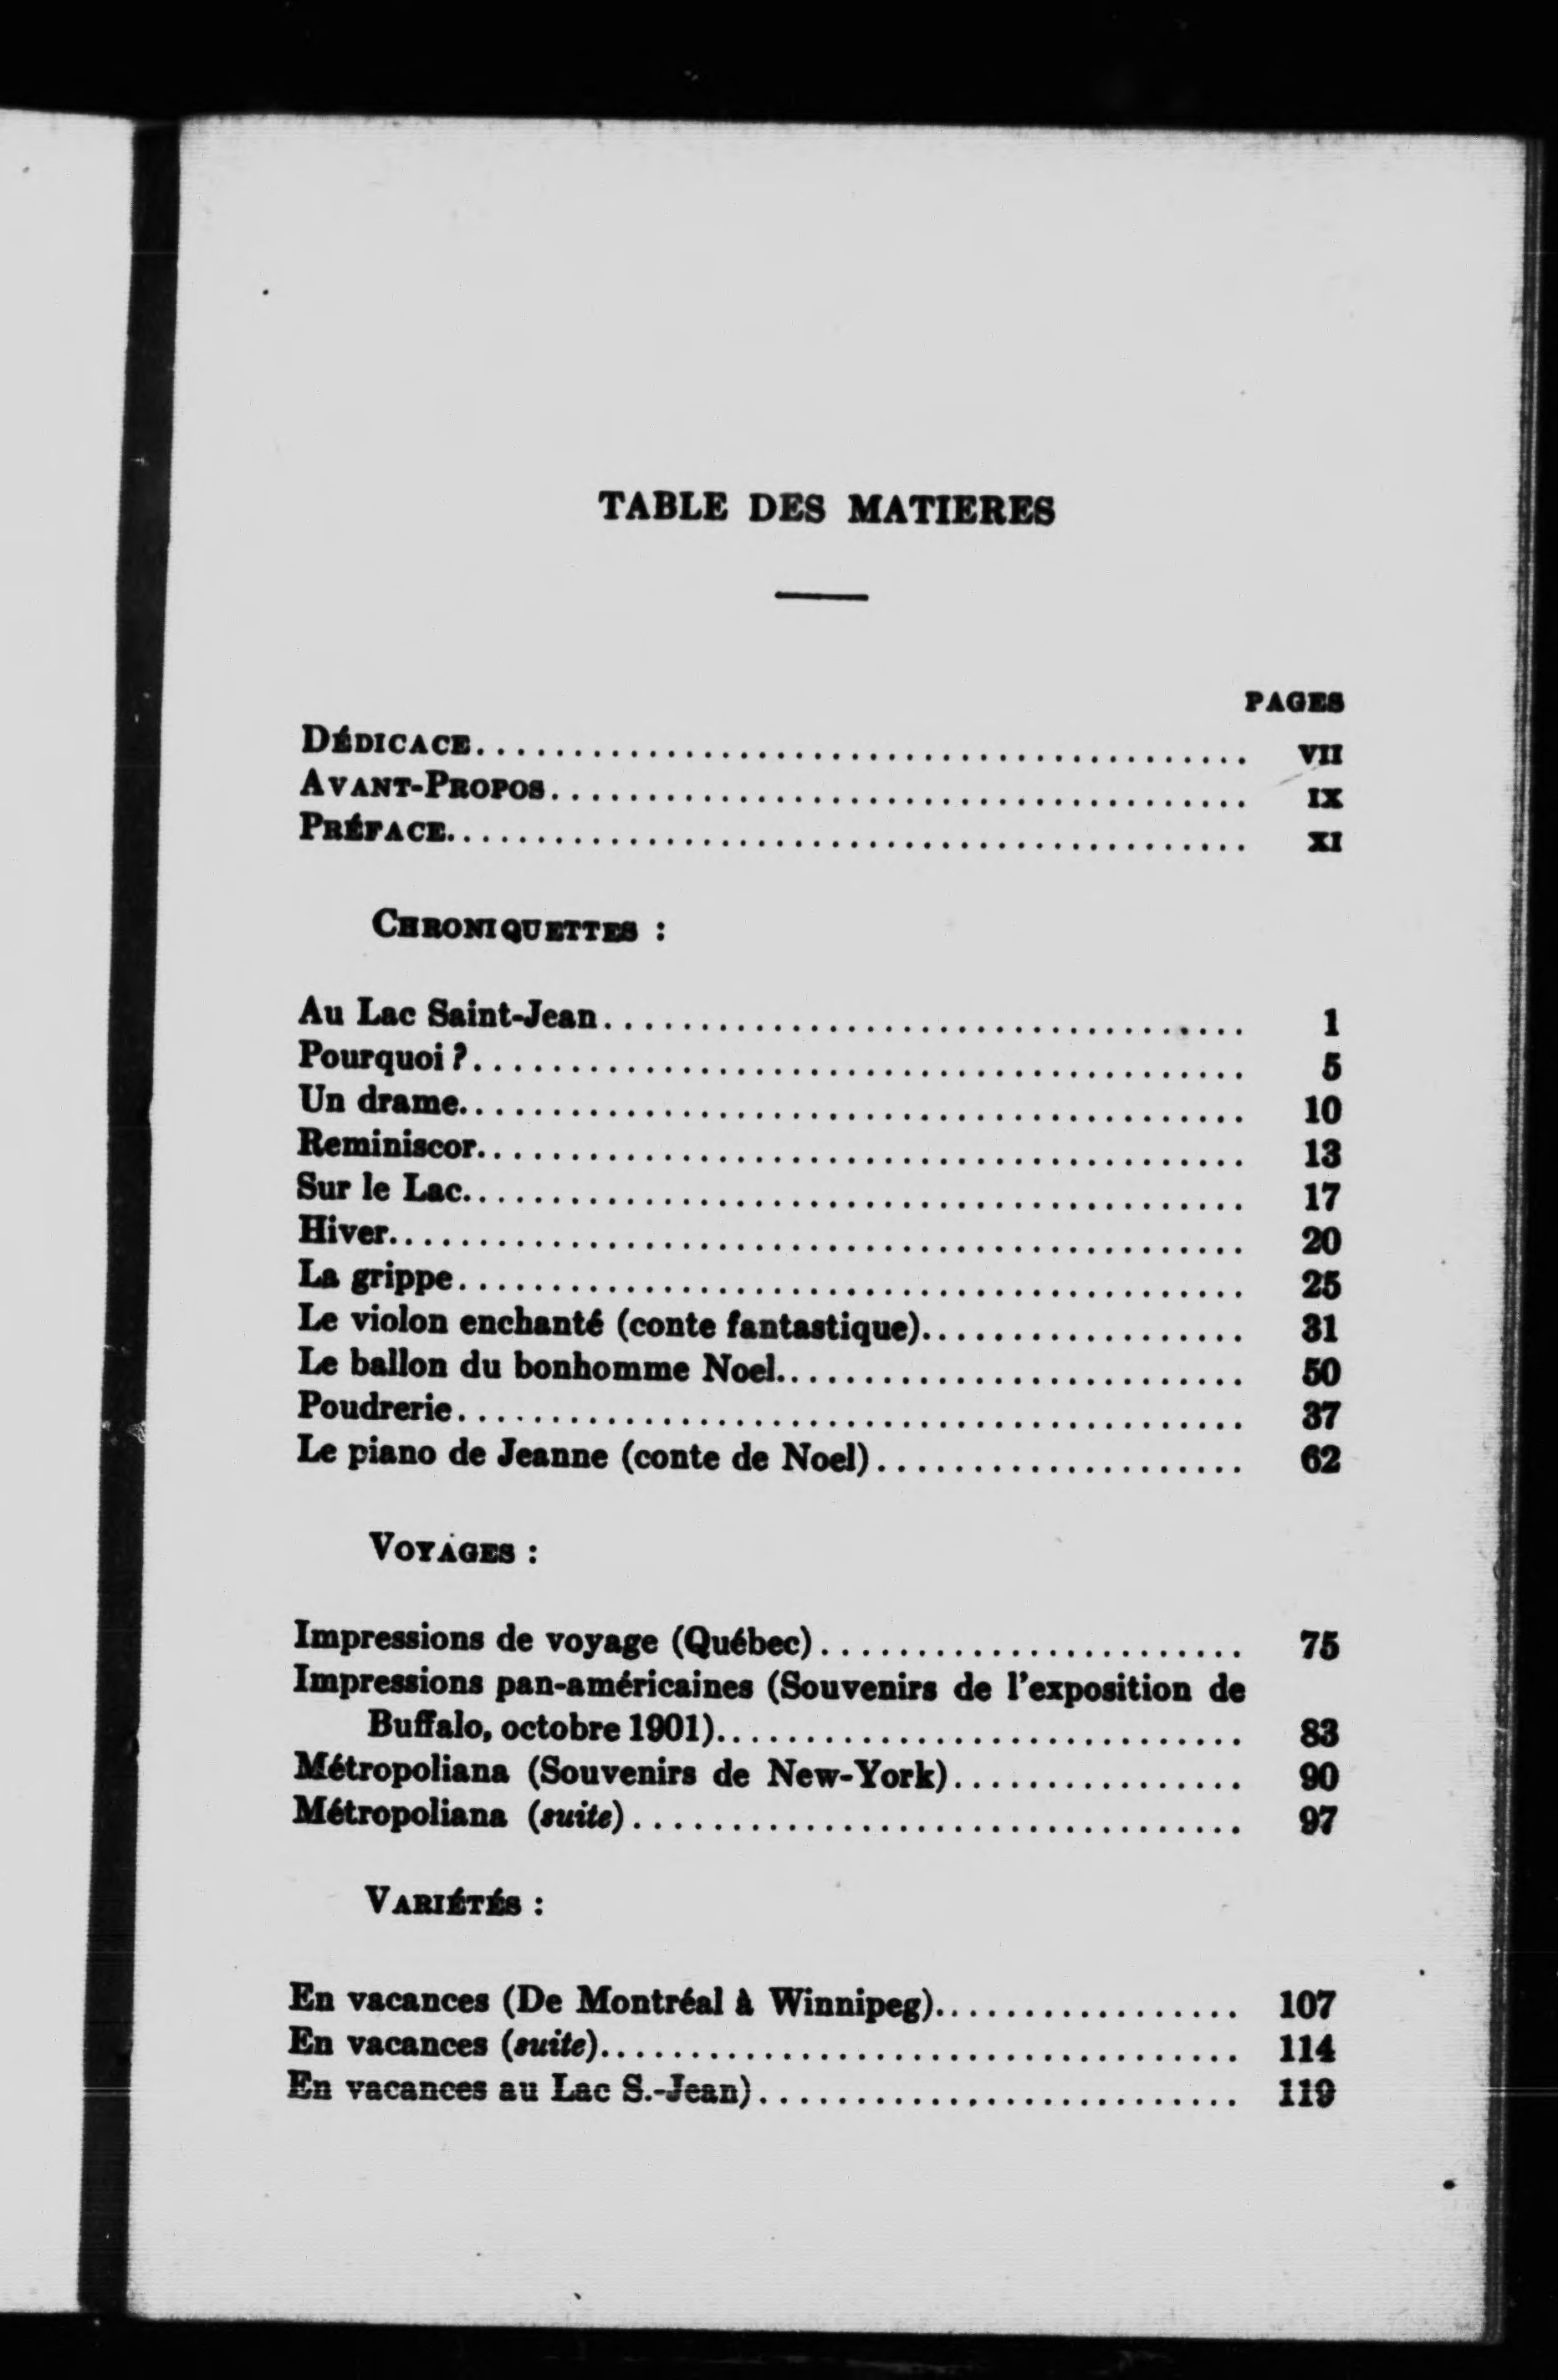 TABLE DES MATIERES
PAGES
DÉDICACE.......................................... VII
AVANT-PROPOS...................................... IX
PRÉFACE........................................... XI
CHRONIQUETTES :
Au Lac Saint-Jean................................. 1
Pourquoi ?........................................ 5
Un drame.......................................... 10
Reminiscor........................................ 13
Sur le Lac........................................ 17
Hiver............................................. 20
La grippe......................................... 25
Le violon enchanté (conte fantastique)............ 31
Le ballon du bonhomme Noel........................ 50
Poudrerie......................................... 37
Le piano de Jeanne (conte de Noel)................ 62
VOYAGES :
Impressions de voyage (Québec).................... 75
Impressions pan-américaines (Souvenirs de l'exposition de
Buffalo, octobre 1901)............................ 83
Métropoliana (Souvenirs de New-York).............. 90
Métropoliana (suite).............................. 97
VARIÉTÉS :
En vacances (De Montréal à Winnipeg).............. 107
En vacances (suite)............................... 114
En vacances au Lac S.-Jean)....................... 119